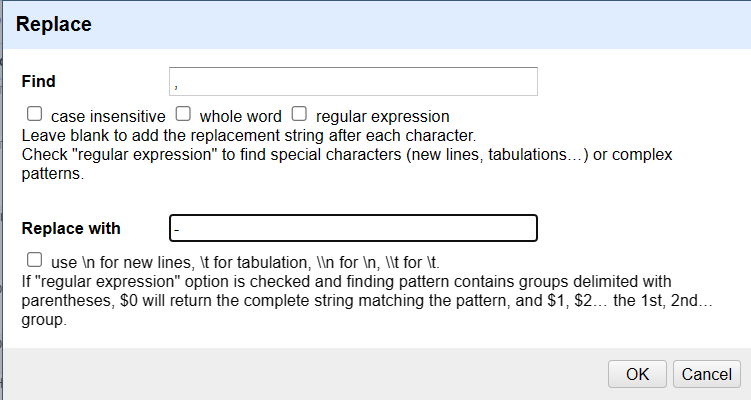 Replace
Find ,
case insensitive whole word regular expression
Leave blank to add the replacement string after each character.
Check "regular expression" to find special characters (new lines, tabulations...) or complex
patterns.
Replace with -
use \n for new lines, \t for tabulation, \\n for \n, \\t for \t.
If "regular expression" option is checked and finding pattern contains groups delimited with
parentheses, $0 will return the complete string matching the pattern, and $1, $2... the 1st, 2nd...
group.
OK Cancel